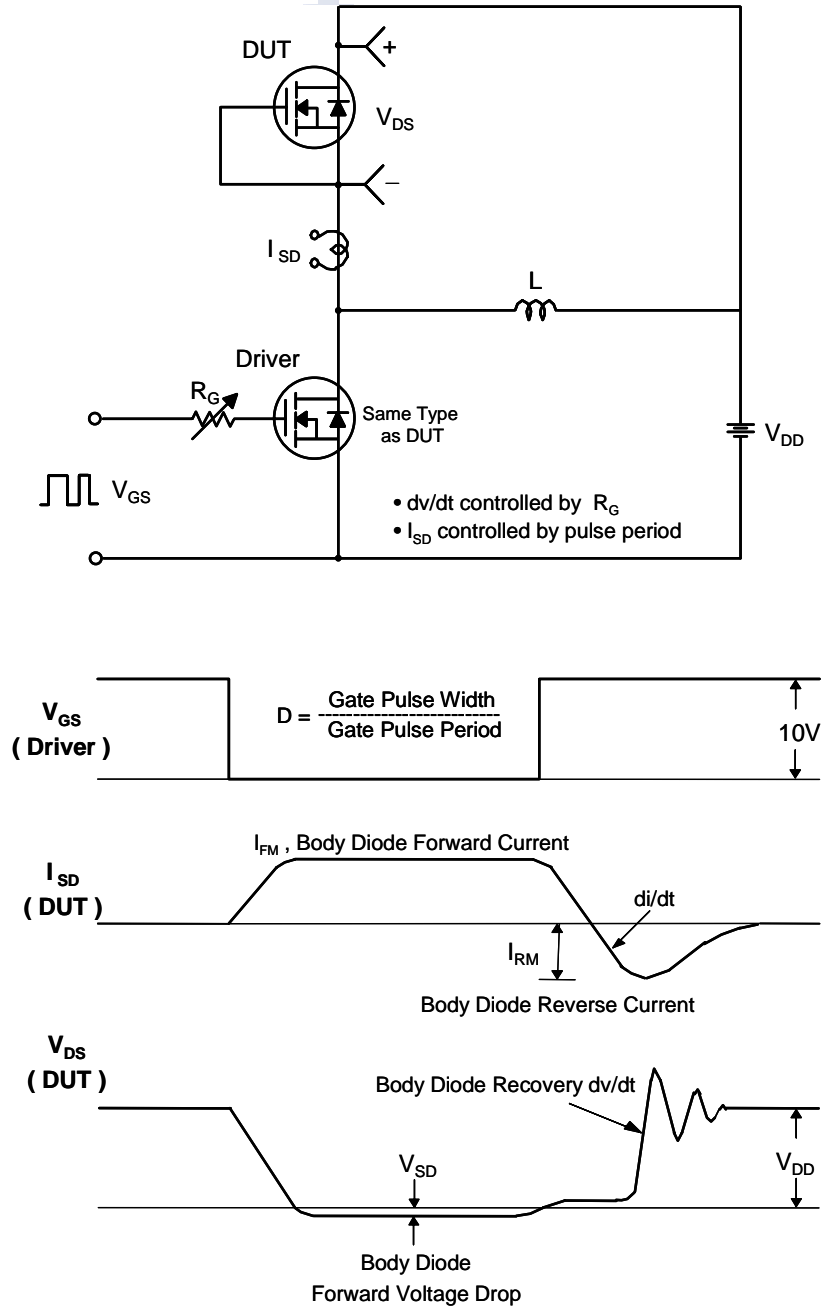 DUT
+
V_DS
–
I_SD
L
Driver
R_G
Same Type
as DUT
V_DD
V_GS
• dv/dt controlled by R_G
• I_SD controlled by pulse period
V_GS
( Driver )
D = Gate Pulse Width
Gate Pulse Period
10V
I_FM , Body Diode Forward Current
I_SD
( DUT )
di/dt
I_RM
Body Diode Reverse Current
V_DS
( DUT )
Body Diode Recovery dv/dt
V_SD
V_DD
Body Diode
Forward Voltage Drop